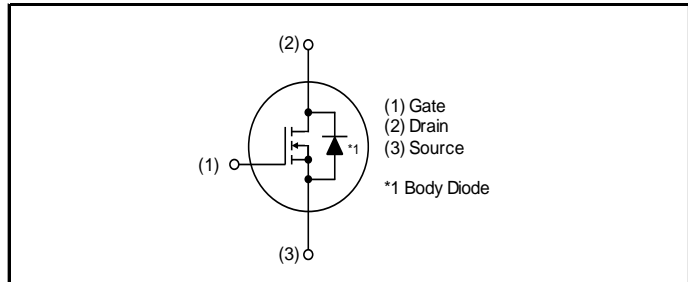 (2)
(1) Gate
(2) Drain
(3) Source
*1
(1)
*1 Body Diode
(3)